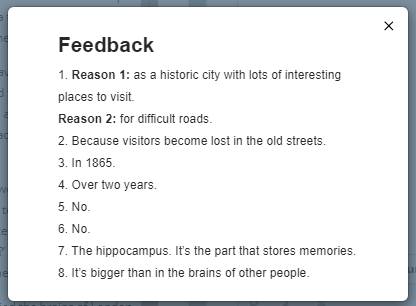 Feedback
1. Reason 1: as a historic city with lots of interesting
places to visit.
Reason 2: for difficult roads.
2. Because visitors become lost in the old streets.
3. In 1865.
4. Over two years.
5. No.
6. No.
7. The hippocampus. It's the part that stores memories.
8. It's bigger than in the brains of other people.